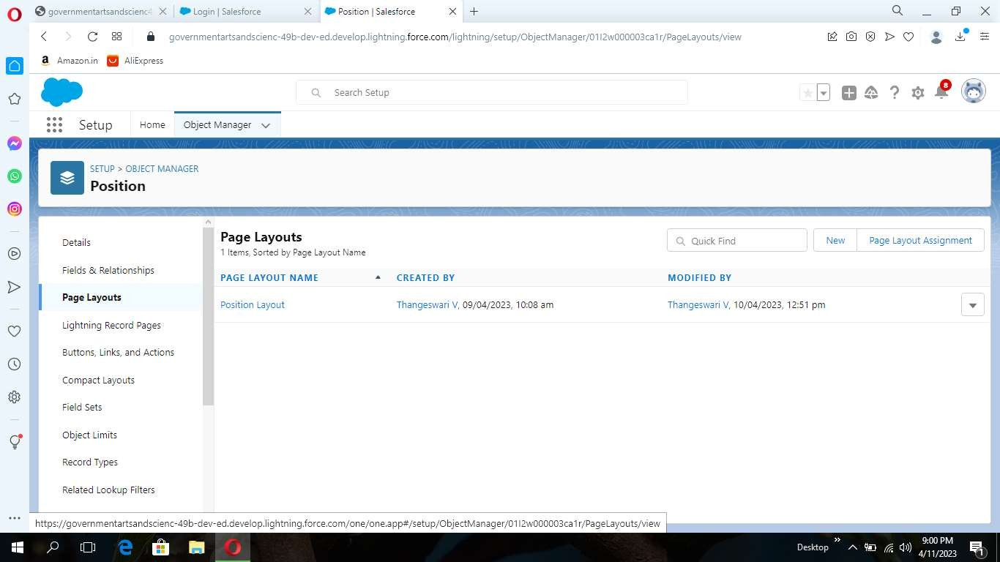 governmentartsandscienc4
Login | Salesforce
Position | Salesforce
governmentartsandscienc-49b-dev-ed.develop.lightning.force.com/lightning/setup/ObjectManager/01I2w000003ca1r/PageLayouts/view
Amazon.in
AliExpress
Search Setup
8
Setup
Home
Object Manager
SETUP > OBJECT MANAGER
Position
Details
Fields & Relationships
Page Layouts
Lightning Record Pages
Buttons, Links, and Actions
Compact Layouts
Field Sets
Object Limits
Record Types
Related Lookup Filters
Page Layouts
1 Items, Sorted by Page Layout Name
Quick Find
New
Page Layout Assignment
PAGE LAYOUT NAME
CREATED BY
MODIFIED BY
Position Layout
Thangeswari V, 09/04/2023, 10:08 am
Thangeswari V, 10/04/2023, 12:51 pm
https://governmentartsandscienc-49b-dev-ed.develop.lightning.force.com/one/one.app#/setup/ObjectManager/01I2w000003ca1r/PageLayouts/view
Desktop
9:00 PM
4/11/2023
1